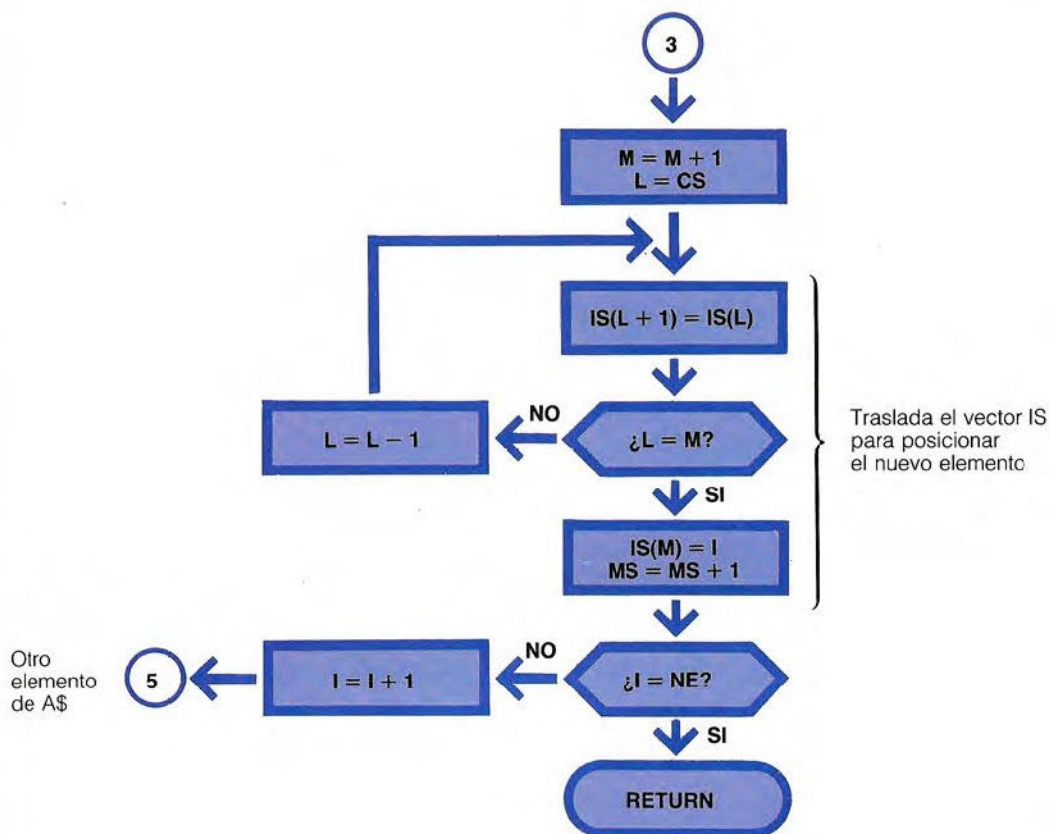 3
M = M + 1
L = CS
IS(L + 1) = IS(L)
¿L = M?
NO
L = L – 1
SI
Traslada el vector IS
para posicionar
el nuevo elemento
IS(M) = I
MS = MS + 1
¿I = NE?
NO
I = I + 1
5
Otro
elemento
de A$
SI
RETURN